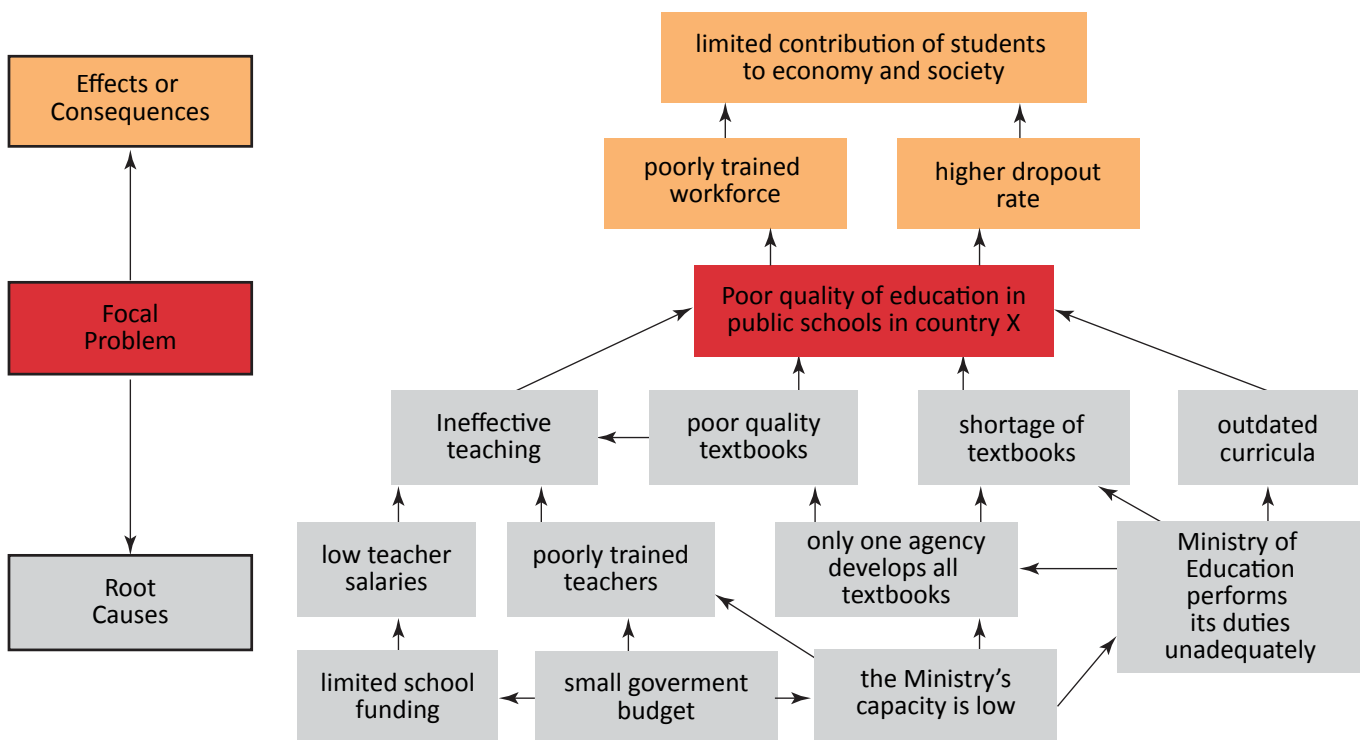 Effects or
Consequences
Focal
Problem
Root
Causes
limited contribution of students
to economy and society
poorly trained
workforce
higher dropout
rate
Poor quality of education in
public schools in country X
Ineffective
teaching
poor quality
textbooks
shortage of
textbooks
outdated
curricula
low teacher
salaries
poorly trained
teachers
only one agency
develops all
textbooks
Ministry of
Education
performs
its duties
unadequately
limited school
funding
small goverment
budget
the Ministry's
capacity is low